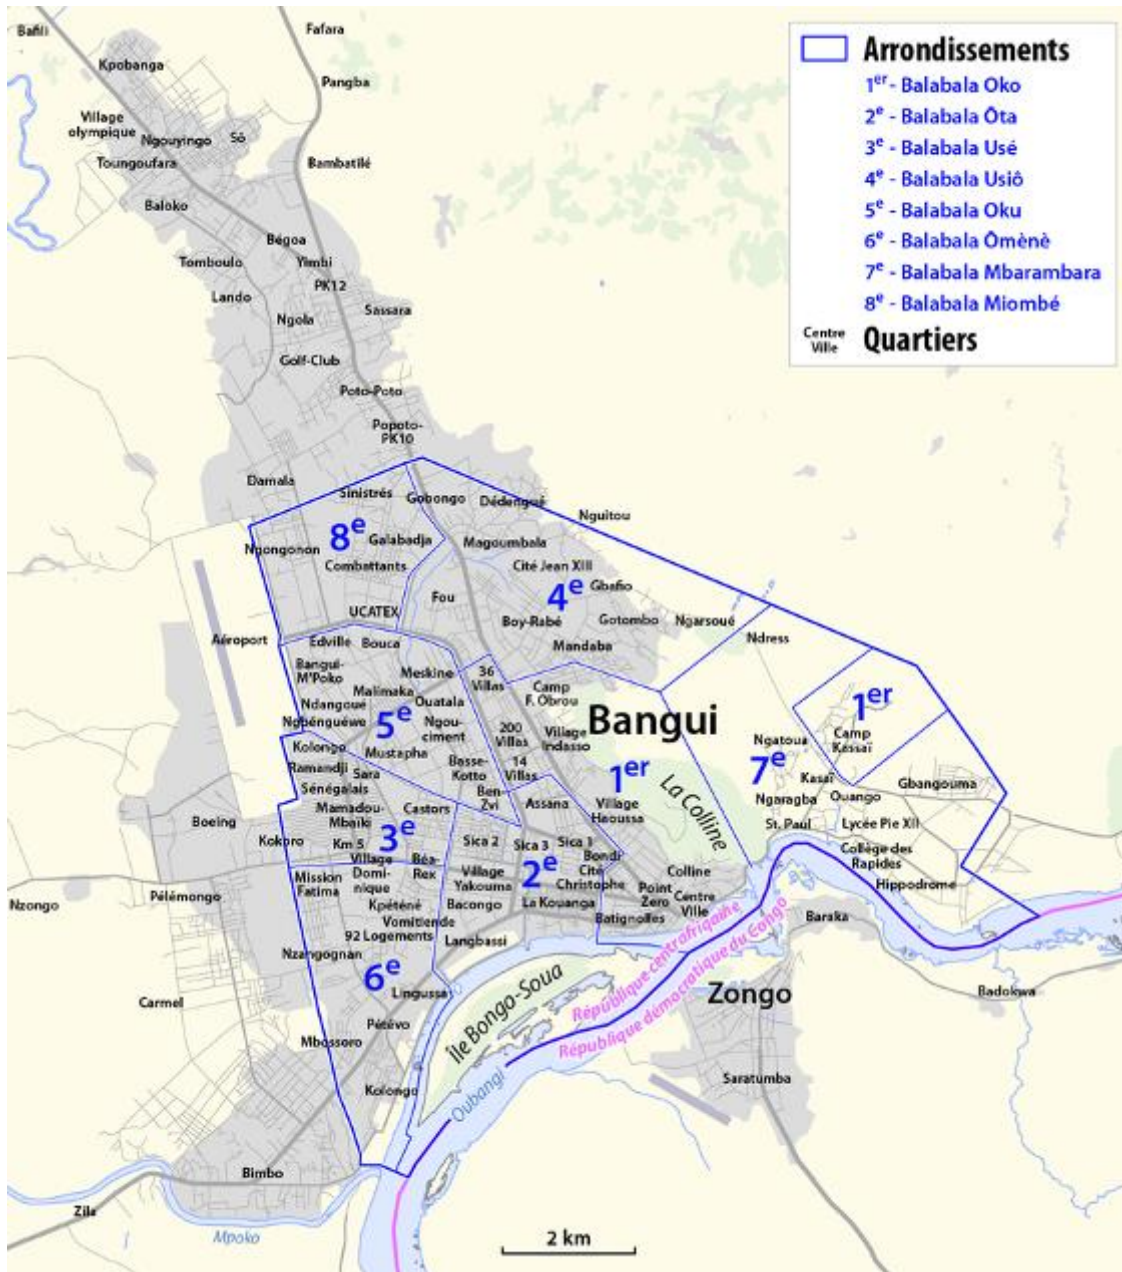 Arrondissements
1er - Balabala Oko
2e - Balabala Ôta
3e - Balabala Usé
4e - Balabala Usiô
5e - Balabala Oku
6e - Balabala Ômènè
7e - Balabala Mbarambara
8e - Balabala Miombé
Centre
Ville
Quartiers
Bafili
Fafara
Kpobanga
Pangba
Village
olympique
Ngouyingo
Sô
Toungoufara
Bambatilé
Baloko
Bégoa
Tomboulo
Yimbi
PK12
Lando
Ngola
Sassara
Golf-Club
Poto-Poto
Popoto-
PK10
Damala
Sinistrés
Gobongo
Dédengué
Nguitou
8e
Ngongonon
Galabadja
Magoumbala
Combattants
Cité Jean XIII
Gbafio
4e
Fou
UCATEX
Boy-Rabé
Gotombo
Ngarsoué
Aéroport
Edville
Bouca
Mandaba
Ndress
Bangui-
M'Poko
Meskine
36
Villas
Malimaka
Ouatala
Camp
F. Obrou
Ndangoué
5e
Ngbénguéwe
Ngou-
ciment
Bangui
1er
Kolongo
Mustapha
200
Villas
Village
Indasso
Ngatoua
Camp
Kassaï
Ramandji
Sara
Basse-
Kotto
14
Villas
1er
7e
Kasaï
Gbangouma
Sénégalais
Ben-
Zvi
La Colline
Ngaragba
Ouango
Mamadou-
Mbaïki
Castors
Assana
Village
Haoussa
Boeing
St. Paul
Lycée Pie XII
Kokoro
Km 5
3e
Sica 2
Sica 3
Sica 1
Collège des
Rapides
Village
Domi-
nique
Béa-
Rex
Bondi
Cité
Christophe
Mission
Fatima
Village
Yakouma
2e
Colline
Hippodrome
Nzongo
Pélémongo
Kpéténé
Bacongo
La Kouanga
Point
Zero
Centre
Ville
Vomitiende
Batignolles
Baraka
92 Logements
Langbassi
Nzangognan
6e
Lingussa
Île Bongo-Soua
République centrafriqaine
République démocratique du Congo
Zongo
Badokwa
Carmel
Pétévo
Mbossoro
Saratumba
Kolongo
Oubangi
Bimbo
Zila
Mpoko
2 km